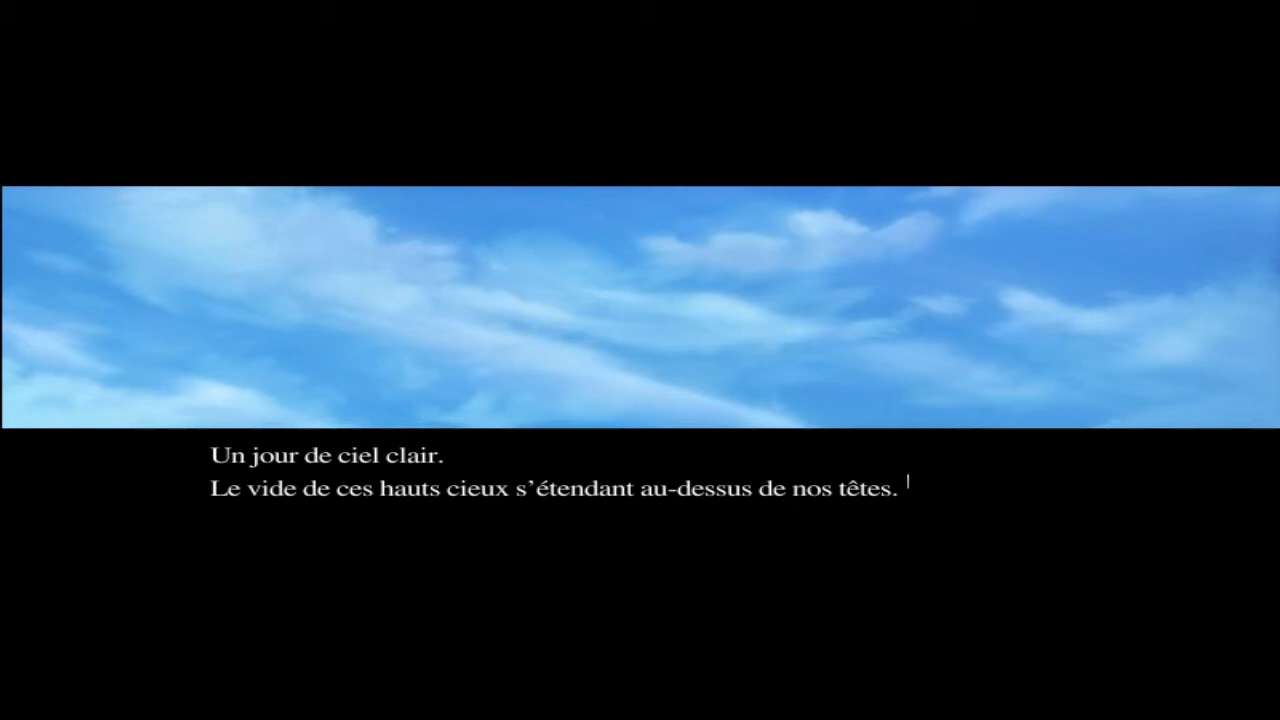 Un jour de ciel clair.
Le vide de ces hauts cieux s’étendant au-dessus de nos têtes.